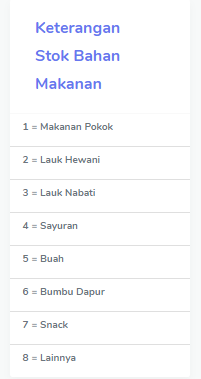 Keterangan
Stok Bahan
Makanan
1 = Makanan Pokok
2 = Lauk Hewani
3 = Lauk Nabati
4 = Sayuran
5 = Buah
6 = Bumbu Dapur
7 = Snack
8 = Lainnya